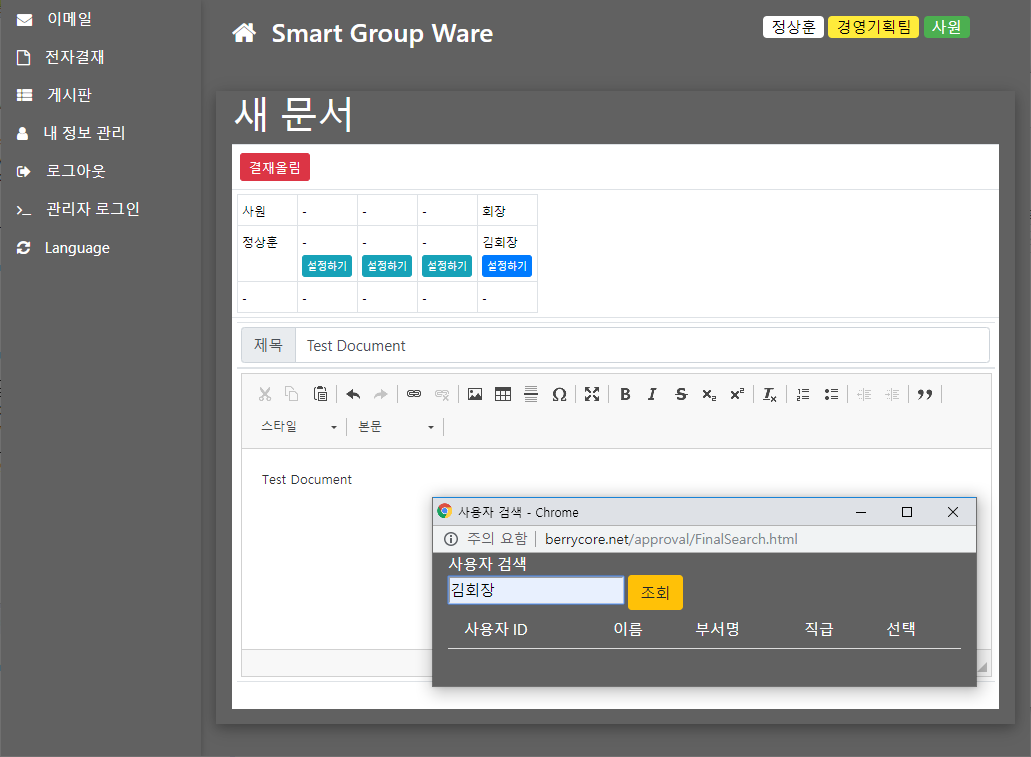 이메일
전자결재
게시판
내 정보 관리
로그아웃
관리자 로그인
Language
Smart Group Ware
정상훈 경영기획팀 사원
새 문서
결재올림
사원 - - - 회장
정상훈 - - - 김회장
설정하기 설정하기 설정하기 설정하기
- - - - -
제목 Test Document
B I S x₂ x² Tx
스타일 본문
Test Document
사용자 검색 - Chrome
주의 요함 berrycore.net/approval/FinalSearch.html
사용자 검색
김회장 조회
사용자 ID 이름 부서명 직급 선택